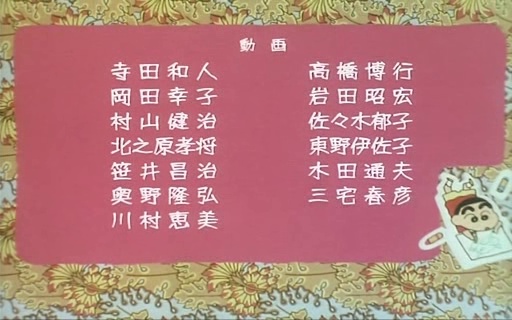 動画
寺田和人
岡田幸子
村山健治
北之原孝将
笹井昌治
奥野隆弘
川村恵美
高橋博行
岩田昭宏
佐々木郁子
東野伊佐子
木田通夫
三宅春彦